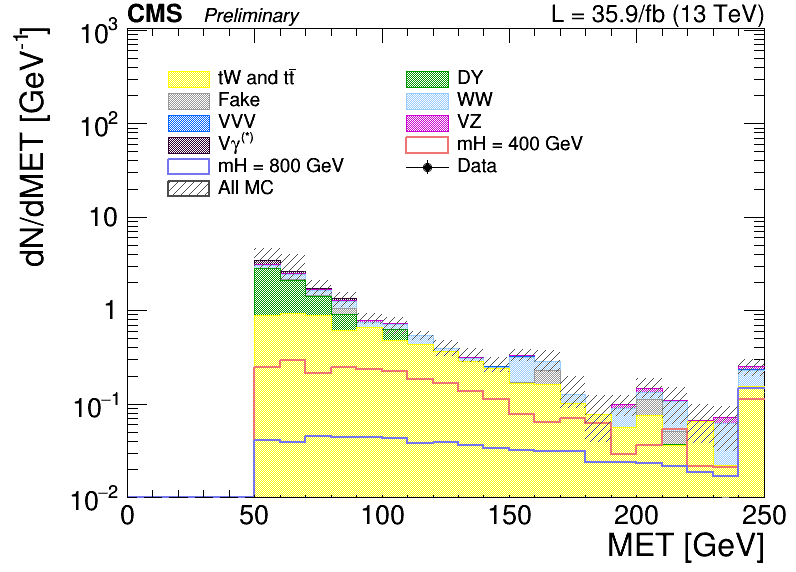 CMS Preliminary L = 35.9/fb (13 TeV)
dN/dMET [GeV⁻¹]
10³
10²
10
1
10⁻¹
10⁻²
tW and tt̄
DY
Fake
WW
VVV
VZ
Vγ⁽*⁾
mH = 400 GeV
mH = 800 GeV
Data
All MC
0 50 100 150 200 250
MET [GeV]